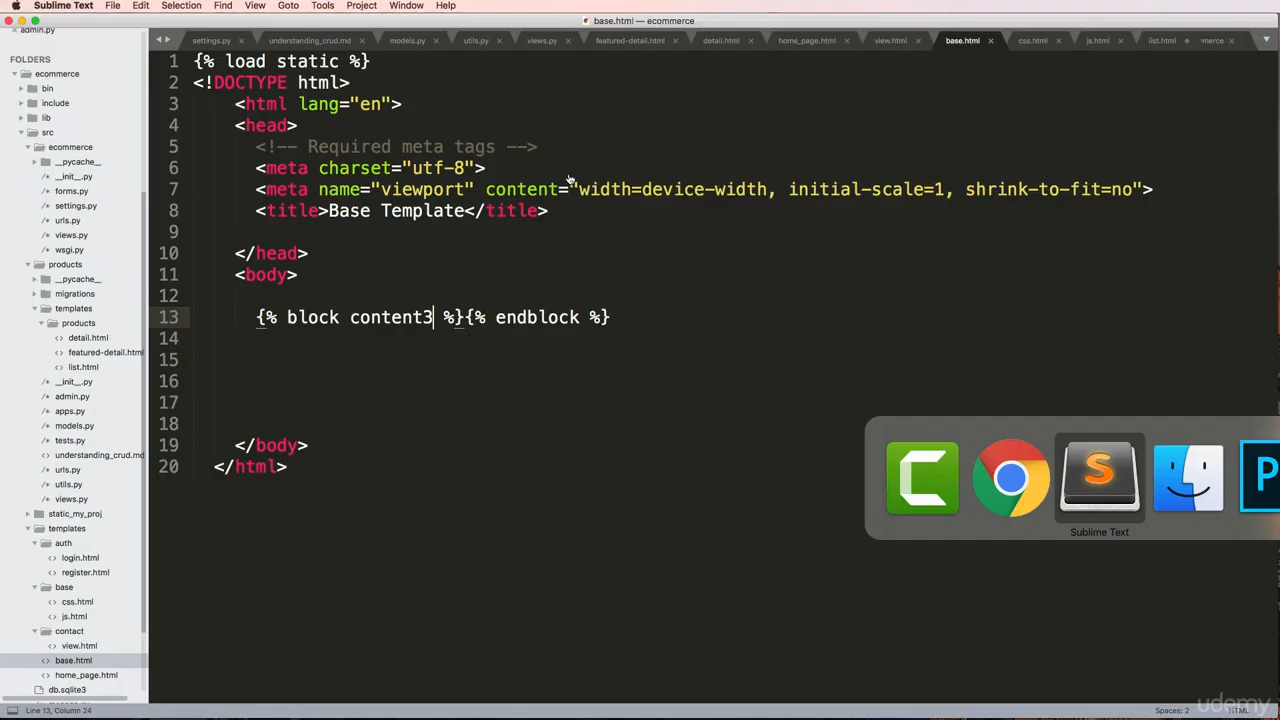 Sublime Text File Edit Selection Find View Goto Tools Project Window Help
base.html — ecommerce
settings.py understanding_crud.md models.py utils.py views.py featured-detail.html detail.html home_page.html view.html base.html css.html js.html list.html merce
admin.py
FOLDERS
ecommerce
bin
include
lib
src
ecommerce
__pycache__
__init__.py
forms.py
settings.py
urls.py
views.py
wsgi.py
products
__pycache__
migrations
templates
products
detail.html
featured-detail.html
list.html
__init__.py
admin.py
apps.py
models.py
tests.py
understanding_crud.md
urls.py
utils.py
views.py
static_my_proj
templates
auth
login.html
register.html
base
css.html
js.html
contact
view.html
base.html
home_page.html
db.sqlite3
1 {% load static %}
2 <!DOCTYPE html>
3 <html lang="en">
4 <head>
5 <!-- Required meta tags -->
6 <meta charset="utf-8">
7 <meta name="viewport" content="width=device-width, initial-scale=1, shrink-to-fit=no">
8 <title>Base Template</title>
9
10 </head>
11 <body>
12
13 {% block content3 %}{% endblock %}
14
15
16
17
18
19 </body>
20 </html>
Sublime Text
Line 13, Column 24
Spaces: 2 HTML
udemy